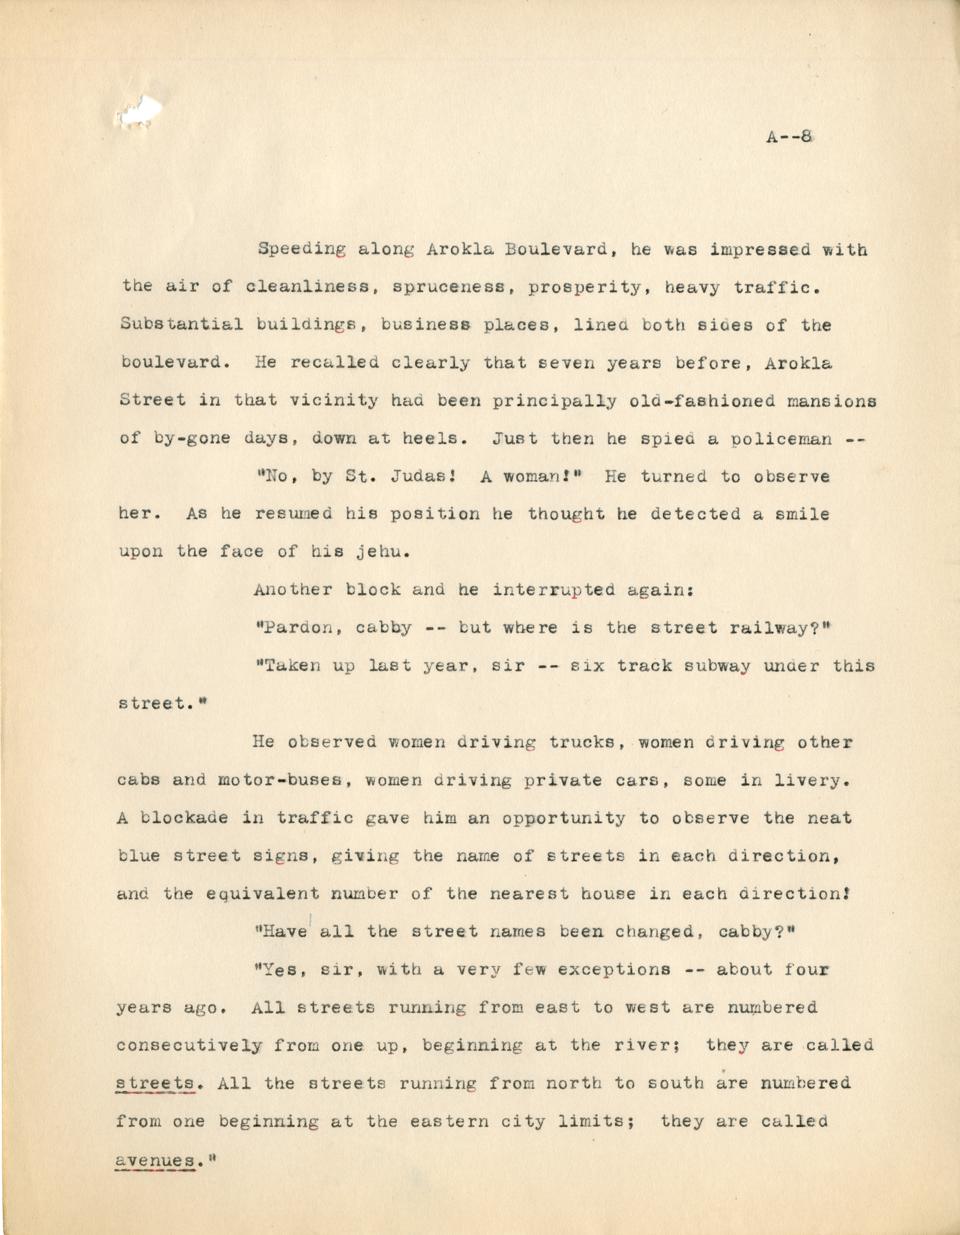 A--8
Speeding along Arokla Boulevard, he was impressed with
the air of cleanliness, spruceness, prosperity, heavy traffic.
Substantial buildings, business places, lined both sides of the
boulevard. He recalled clearly that seven years before, Arokla
Street in that vicinity had been principally old-fashioned mansions
of by-gone days, down at heels. Just then he spied a policeman --
"No, by St. Judas! A woman!" He turned to observe
her. As he resumed his position he thought he detected a smile
upon the face of his jehu.
Another block and he interrupted again:
"Pardon, cabby -- but where is the street railway?"
"Taken up last year, sir -- six track subway under this
street."
He observed women driving trucks, women driving other
cabs and motor-buses, women driving private cars, some in livery.
A blockade in traffic gave him an opportunity to observe the neat
blue street signs, giving the name of streets in each direction,
and the equivalent number of the nearest house in each direction!
"Have all the street names been changed, cabby?"
"Yes, sir, with a very few exceptions -- about four
years ago. All streets running from east to west are numbered
consecutively from one up, beginning at the river; they are called
streets. All the streets running from north to south are numbered
from one beginning at the eastern city limits; they are called
avenues."